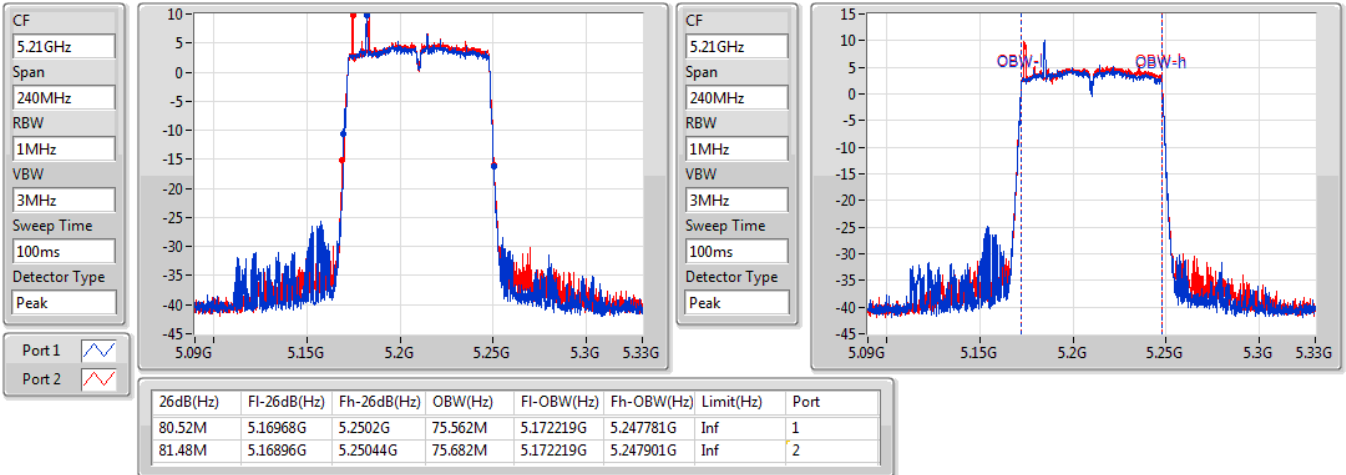 CF
5.21GHz
Span
240MHz
RBW
1MHz
VBW
3MHz
Sweep Time
100ms
Detector Type
Peak
10
5
0
-5
-10
-15
-20
-25
-30
-35
-40
-45
5.09G 5.15G 5.2G 5.25G 5.3G 5.33G
CF
5.21GHz
Span
240MHz
RBW
1MHz
VBW
3MHz
Sweep Time
100ms
Detector Type
Peak
15
10
5
0
-5
-10
-15
-20
-25
-30
-35
-40
-45
OBW-l OBW-h
5.09G 5.15G 5.2G 5.25G 5.3G 5.33G
Port 1
Port 2
26dB(Hz) Fl-26dB(Hz) Fh-26dB(Hz) OBW(Hz) Fl-OBW(Hz) Fh-OBW(Hz) Limit(Hz) Port
80.52M 5.16968G 5.2502G 75.562M 5.172219G 5.247781G Inf 1
81.48M 5.16896G 5.25044G 75.682M 5.172219G 5.247901G Inf 2